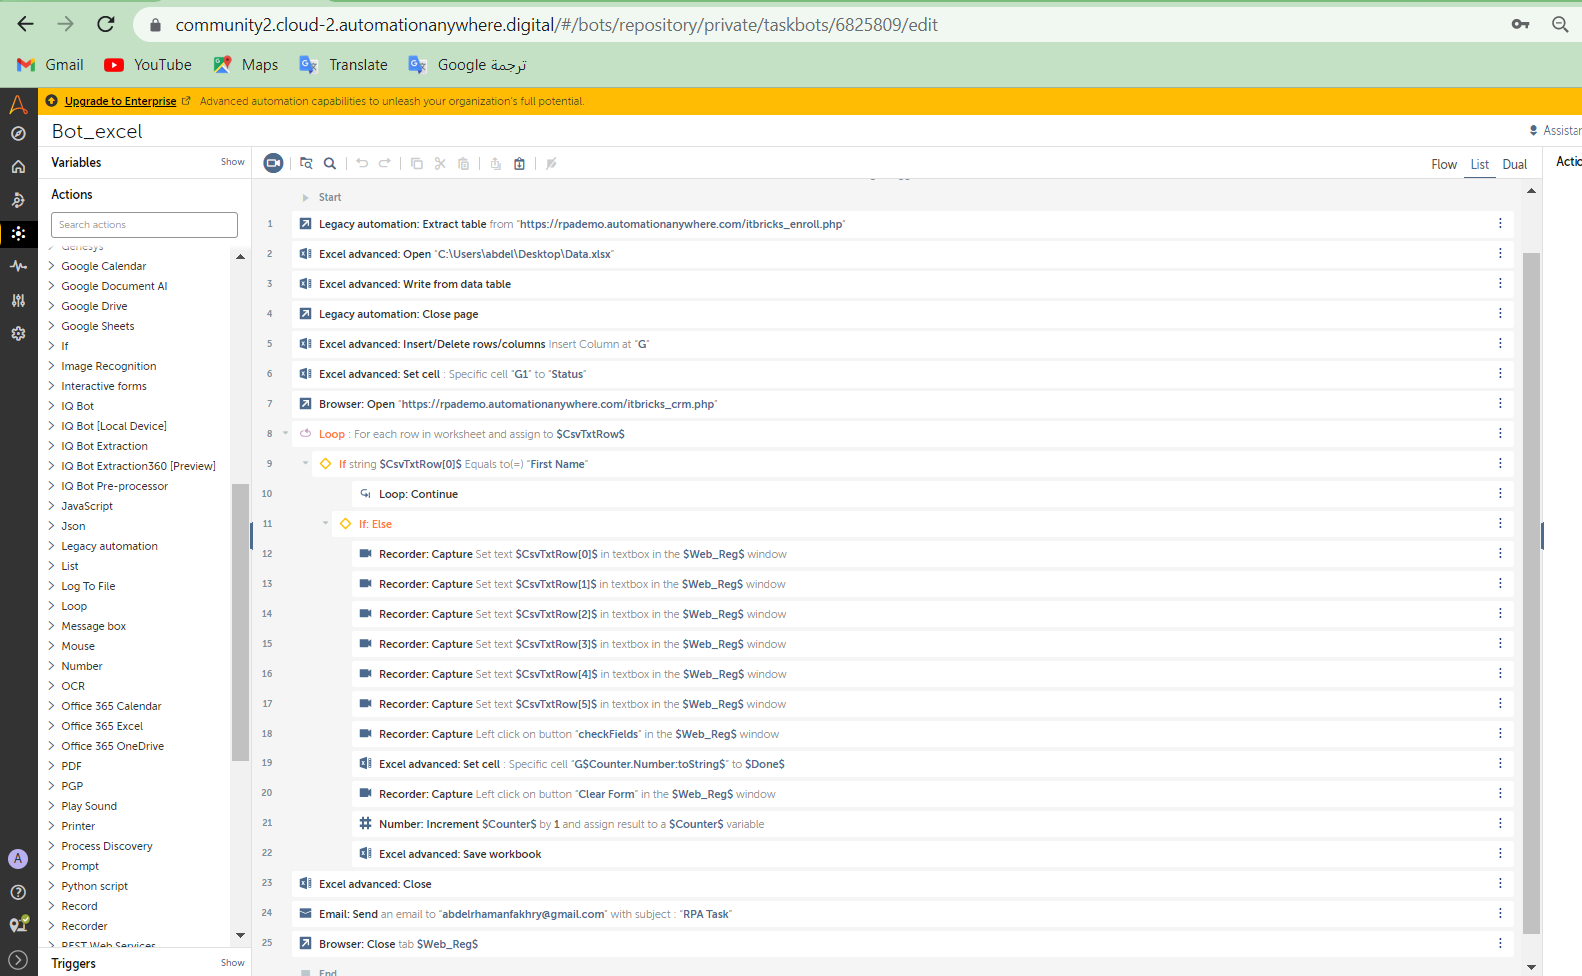 community2.cloud-2.automationanywhere.digital/#/bots/repository/private/taskbots/6825809/edit
Gmail YouTube Maps Translate ترجمة Google
Upgrade to Enterprise Advanced automation capabilities to unleash your organization's full potential.
Bot_excel
Assistan
Variables Show
Flow List Dual
Actions
Search actions
Genesys
Google Calendar
Google Document AI
Google Drive
Google Sheets
If
Image Recognition
Interactive forms
IQ Bot
IQ Bot [Local Device]
IQ Bot Extraction
IQ Bot Extraction360 [Preview]
IQ Bot Pre-processor
JavaScript
Json
Legacy automation
List
Log To File
Loop
Message box
Mouse
Number
OCR
Office 365 Calendar
Office 365 Excel
Office 365 OneDrive
PDF
PGP
Play Sound
Printer
Process Discovery
Prompt
Python script
Record
Recorder
REST Web Services
Triggers Show
A
Start
1 Legacy automation: Extract table from "https://rpademo.automationanywhere.com/itbricks_enroll.php"
2 Excel advanced: Open "C:\Users\abdel\Desktop\Data.xlsx"
3 Excel advanced: Write from data table
4 Legacy automation: Close page
5 Excel advanced: Insert/Delete rows/columns Insert Column at "G"
6 Excel advanced: Set cell : Specific cell "G1" to "Status"
7 Browser: Open "https://rpademo.automationanywhere.com/itbricks_crm.php"
8 Loop : For each row in worksheet and assign to $CsvTxtRow$
9 If string $CsvTxtRow[0]$ Equals to(=) "First Name"
10 Loop: Continue
11 If: Else
12 Recorder: Capture Set text $CsvTxtRow[0]$ in textbox in the $Web_Reg$ window
13 Recorder: Capture Set text $CsvTxtRow[1]$ in textbox in the $Web_Reg$ window
14 Recorder: Capture Set text $CsvTxtRow[2]$ in textbox in the $Web_Reg$ window
15 Recorder: Capture Set text $CsvTxtRow[3]$ in textbox in the $Web_Reg$ window
16 Recorder: Capture Set text $CsvTxtRow[4]$ in textbox in the $Web_Reg$ window
17 Recorder: Capture Set text $CsvTxtRow[5]$ in textbox in the $Web_Reg$ window
18 Recorder: Capture Left click on button "checkFields" in the $Web_Reg$ window
19 Excel advanced: Set cell : Specific cell "G$Counter.Number:toString$" to $Done$
20 Recorder: Capture Left click on button "Clear Form" in the $Web_Reg$ window
21 Number: Increment $Counter$ by 1 and assign result to a $Counter$ variable
22 Excel advanced: Save workbook
23 Excel advanced: Close
24 Email: Send an email to "abdelrhamanfakhry@gmail.com" with subject : "RPA Task"
25 Browser: Close tab $Web_Reg$
End
Actio